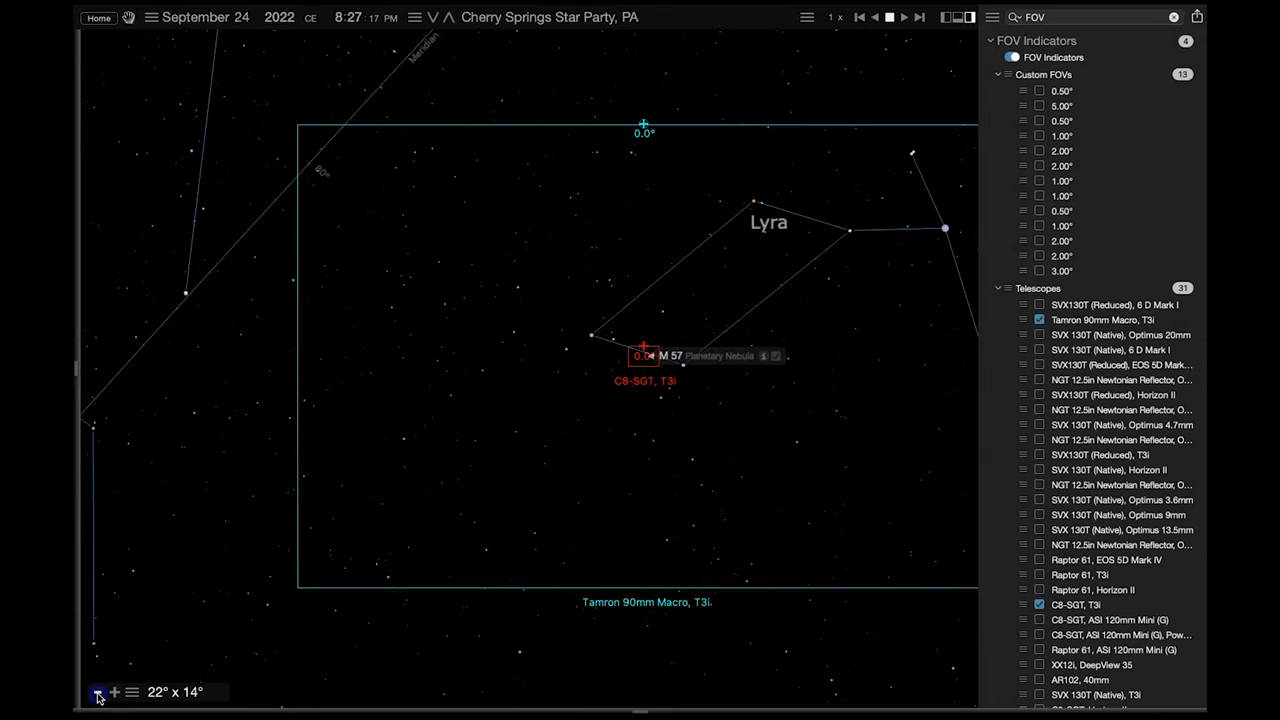 Home September 24 2022 CE 8:27:17 PM Cherry Springs Star Party, PA 1 x FOV
Meridian
80°
0.0°
Lyra
0.0° M 57 Planetary Nebula
C8-SGT, T3i
Tamron 90mm Macro, T3i
22° x 14°
FOV Indicators 4
FOV Indicators
Custom FOVs 13
0.50°
5.00°
0.50°
1.00°
2.00°
2.00°
1.00°
1.00°
0.50°
1.00°
2.00°
2.00°
3.00°
Telescopes 31
SVX130T (Reduced), 6 D Mark I
Tamron 90mm Macro, T3i
SVX 130T (Native), Optimus 20mm
SVX 130T (Native), 6 D Mark I
SVX130T (Reduced), EOS 5D Mark...
NGT 12.5in Newtonian Reflector, O...
SVX130T (Reduced), Horizon II
NGT 12.5in Newtonian Reflector, O...
SVX 130T (Native), Optimus 4.7mm
NGT 12.5in Newtonian Reflector, O...
SVX130T (Reduced), T3i
SVX 130T (Native), Horizon II
NGT 12.5in Newtonian Reflector, O...
SVX 130T (Native), Optimus 3.6mm
SVX 130T (Native), Optimus 9mm
SVX 130T (Native), Optimus 13.5mm
NGT 12.5in Newtonian Reflector, O...
Raptor 61, EOS 5D Mark IV
Raptor 61, T3i
Raptor 61, Horizon II
C8-SGT, T3i
C8-SGT, ASI 120mm Mini (G)
C8-SGT, ASI 120mm Mini (G), Pow...
Raptor 61, ASI 120mm Mini (G)
XX12i, DeepView 35
AR102, 40mm
SVX 130T (Native), T3i